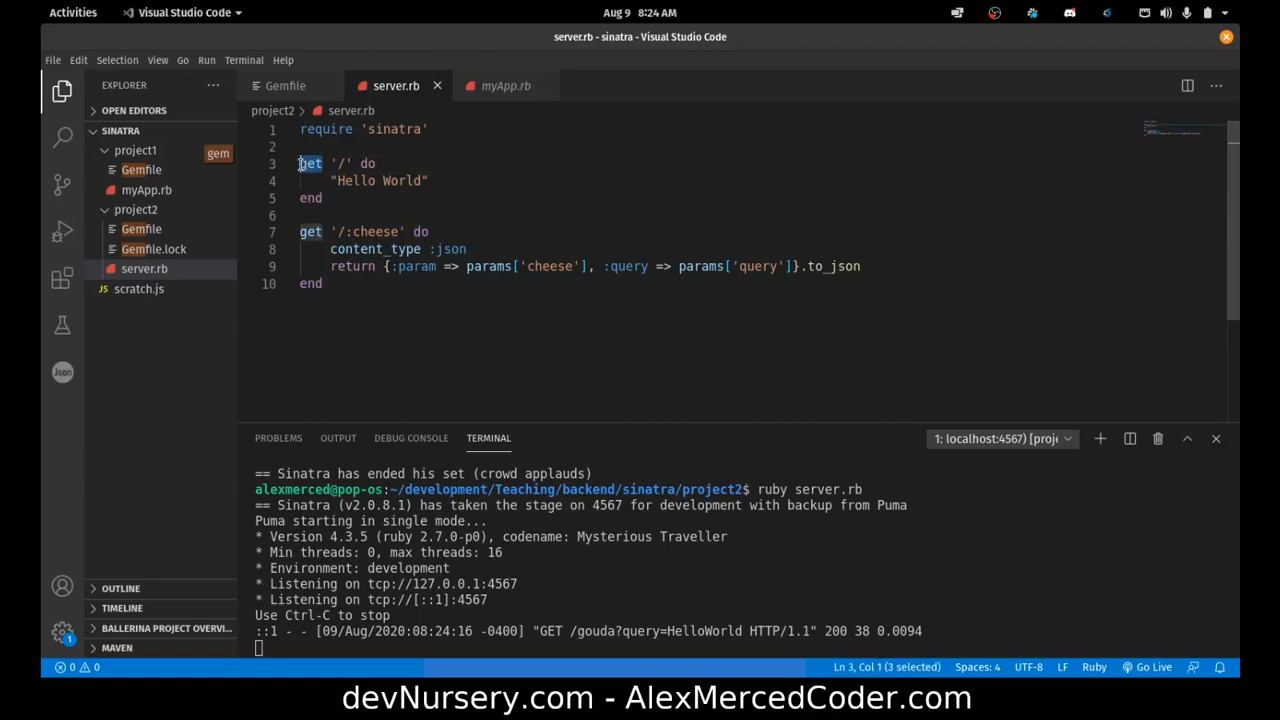 Activities Visual Studio Code Aug 9 8:24 AM
server.rb - sinatra - Visual Studio Code
File Edit Selection View Go Run Terminal Help
EXPLORER ··· Gemfile server.rb myApp.rb ···
OPEN EDITORS
project2 > server.rb
SINATRA
project1
gem
Gemfile
myApp.rb
project2
Gemfile
Gemfile.lock
server.rb
JS scratch.js
1 require 'sinatra'
2
3 get '/' do
4 "Hello World"
5 end
6
7 get '/:cheese' do
8 content_type :json
9 return {:param => params['cheese'], :query => params['query']}.to_json
10 end
Json
PROBLEMS OUTPUT DEBUG CONSOLE TERMINAL 1: localhost:4567) [proje
== Sinatra has ended his set (crowd applauds)
alexmerced@pop-os:~/development/Teaching/backend/sinatra/project2$ ruby server.rb
== Sinatra (v2.0.8.1) has taken the stage on 4567 for development with backup from Puma
Puma starting in single mode...
* Version 4.3.5 (ruby 2.7.0-p0), codename: Mysterious Traveller
* Min threads: 0, max threads: 16
* Environment: development
* Listening on tcp://127.0.0.1:4567
* Listening on tcp://[::1]:4567
Use Ctrl-C to stop
::1 - - [09/Aug/2020:08:24:16 -0400] "GET /gouda?query=HelloWorld HTTP/1.1" 200 38 0.0094
OUTLINE
TIMELINE
BALLERINA PROJECT OVERVI...
MAVEN
1
0 0 Ln 3, Col 1 (3 selected) Spaces: 4 UTF-8 LF Ruby Go Live
devNursery.com - AlexMercedCoder.com